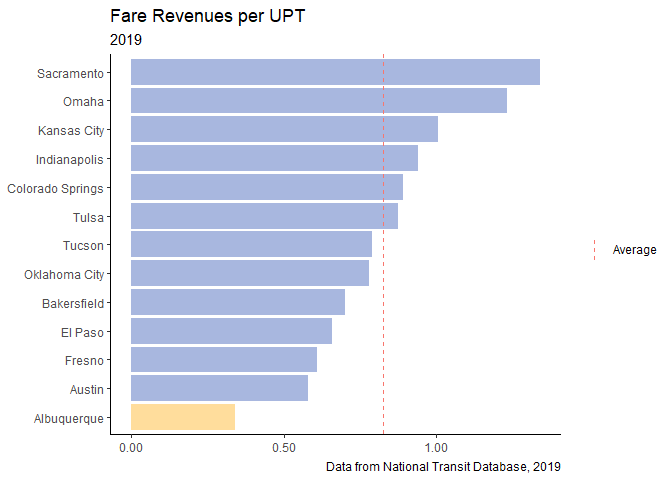 Fare Revenues per UPT
2019
Sacramento
Omaha
Kansas City
Indianapolis
Colorado Springs
Tulsa
Tucson
Oklahoma City
Bakersfield
El Paso
Fresno
Austin
Albuquerque
Average
0.00 0.50 1.00
Data from National Transit Database, 2019